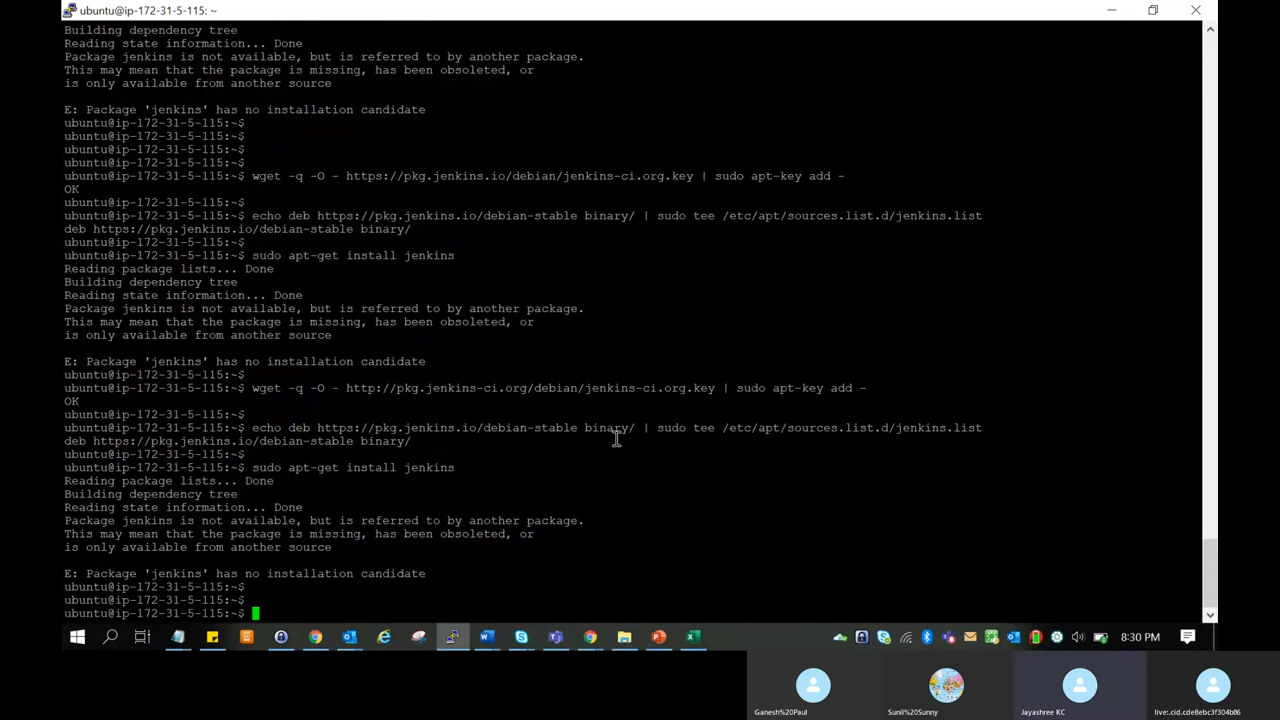 ubuntu@ip-172-31-5-115: ~
Building dependency tree
Reading state information... Done
Package jenkins is not available, but is referred to by another package.
This may mean that the package is missing, has been obsoleted, or
is only available from another source
E: Package 'jenkins' has no installation candidate
ubuntu@ip-172-31-5-115:~$
ubuntu@ip-172-31-5-115:~$
ubuntu@ip-172-31-5-115:~$
ubuntu@ip-172-31-5-115:~$
ubuntu@ip-172-31-5-115:~$ wget -q -O - https://pkg.jenkins.io/debian/jenkins-ci.org.key | sudo apt-key add -
OK
ubuntu@ip-172-31-5-115:~$
ubuntu@ip-172-31-5-115:~$ echo deb https://pkg.jenkins.io/debian-stable binary/ | sudo tee /etc/apt/sources.list.d/jenkins.list
deb https://pkg.jenkins.io/debian-stable binary/
ubuntu@ip-172-31-5-115:~$
ubuntu@ip-172-31-5-115:~$ sudo apt-get install jenkins
Reading package lists... Done
Building dependency tree
Reading state information... Done
Package jenkins is not available, but is referred to by another package.
This may mean that the package is missing, has been obsoleted, or
is only available from another source
E: Package 'jenkins' has no installation candidate
ubuntu@ip-172-31-5-115:~$
ubuntu@ip-172-31-5-115:~$ wget -q -O - http://pkg.jenkins-ci.org/debian/jenkins-ci.org.key | sudo apt-key add -
OK
ubuntu@ip-172-31-5-115:~$
ubuntu@ip-172-31-5-115:~$ echo deb https://pkg.jenkins.io/debian-stable binary/ | sudo tee /etc/apt/sources.list.d/jenkins.list
deb https://pkg.jenkins.io/debian-stable binary/
ubuntu@ip-172-31-5-115:~$
ubuntu@ip-172-31-5-115:~$ sudo apt-get install jenkins
Reading package lists... Done
Building dependency tree
Reading state information... Done
Package jenkins is not available, but is referred to by another package.
This may mean that the package is missing, has been obsoleted, or
is only available from another source
E: Package 'jenkins' has no installation candidate
ubuntu@ip-172-31-5-115:~$
ubuntu@ip-172-31-5-115:~$
ubuntu@ip-172-31-5-115:~$
8:30 PM
Ganesh%20Paul
Sunil%20Sunny
Jayashree KC
live:.cid.cde8ebc3f304b86